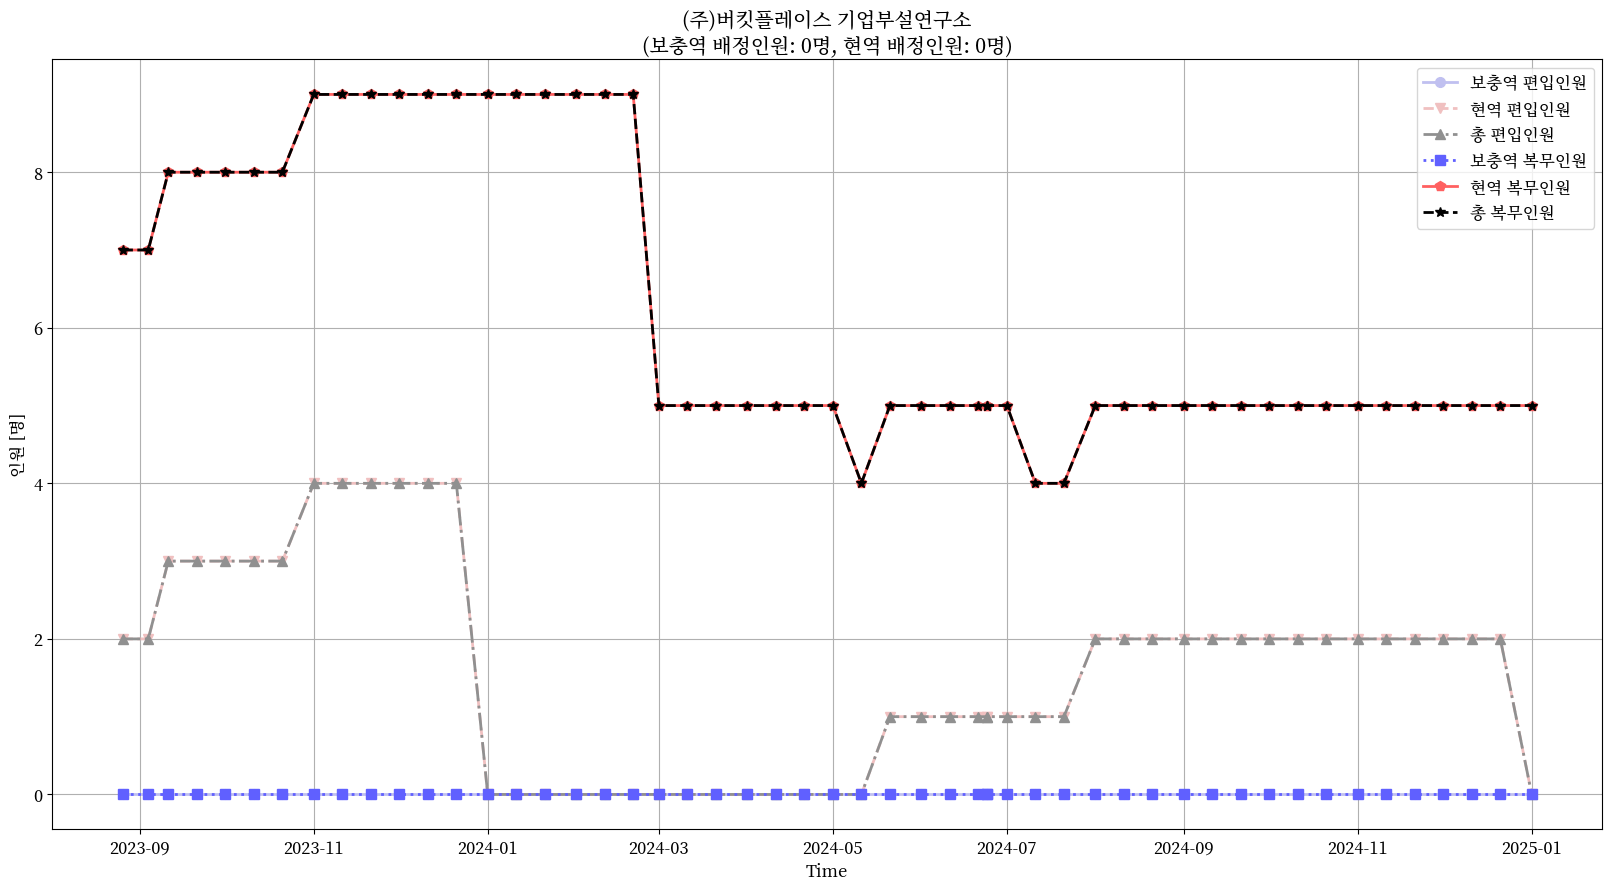 (주)버킷플레이스 기업부설연구소
(보충역 배정인원: 0명, 현역 배정인원: 0명)
보충역 편입인원
현역 편입인원
총 편입인원
보충역 복무인원
현역 복무인원
총 복무인원
인원 [명]
8
6
4
2
0
2023-09
2023-11
2024-01
2024-03
2024-05
2024-07
2024-09
2024-11
2025-01
Time